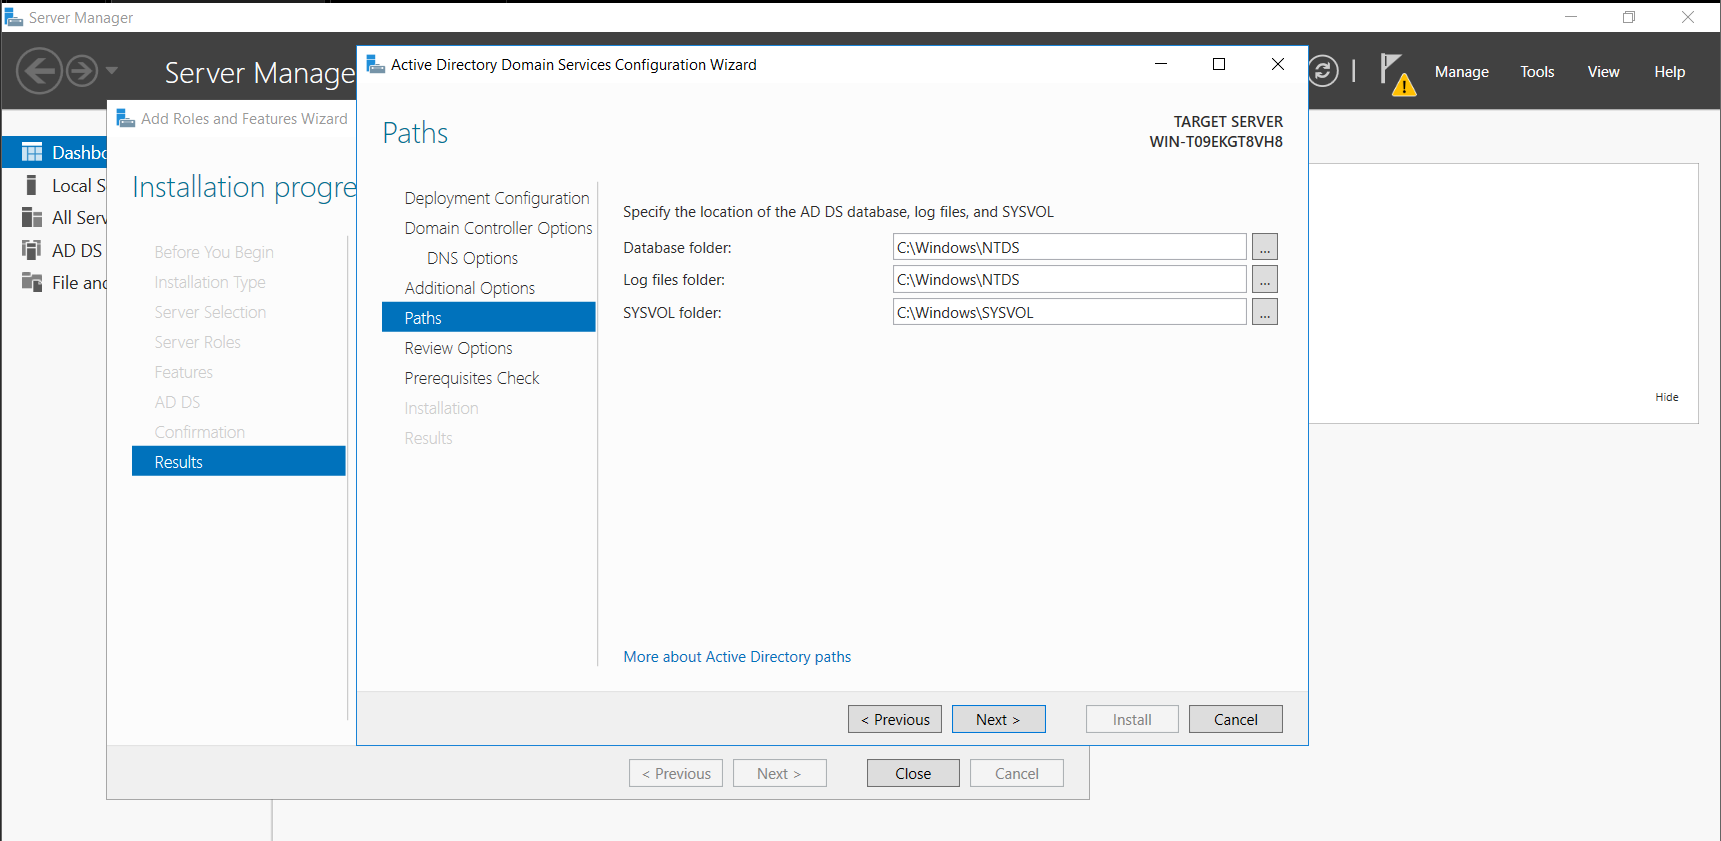 Server Manager
Server Manage
Manage
Tools
View
Help
Dashbo
Local S
All Serv
AD DS
File and
Hide
Add Roles and Features Wizard
Installation progre
Before You Begin
Installation Type
Server Selection
Server Roles
Features
AD DS
Confirmation
Results
< Previous
Next >
Close
Cancel
Active Directory Domain Services Configuration Wizard
Paths
TARGET SERVER
WIN-T09EKGT8VH8
Deployment Configuration
Domain Controller Options
DNS Options
Additional Options
Paths
Review Options
Prerequisites Check
Installation
Results
Specify the location of the AD DS database, log files, and SYSVOL
Database folder: C:\Windows\NTDS ...
Log files folder: C:\Windows\NTDS ...
SYSVOL folder: C:\Windows\SYSVOL ...
More about Active Directory paths
< Previous
Next >
Install
Cancel